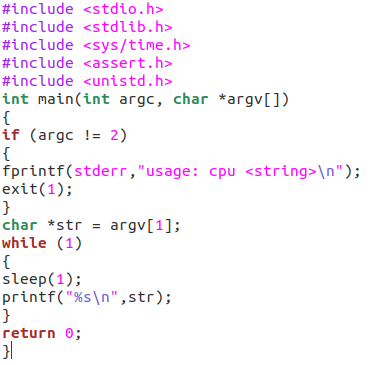 #include <stdio.h>
#include <stdlib.h>
#include <sys/time.h>
#include <assert.h>
#include <unistd.h>
int main(int argc, char *argv[])
{
if (argc != 2)
{
fprintf(stderr,"usage: cpu <string>\n");
exit(1);
}
char *str = argv[1];
while (1)
{
sleep(1);
printf("%s\n",str);
}
return 0;
}